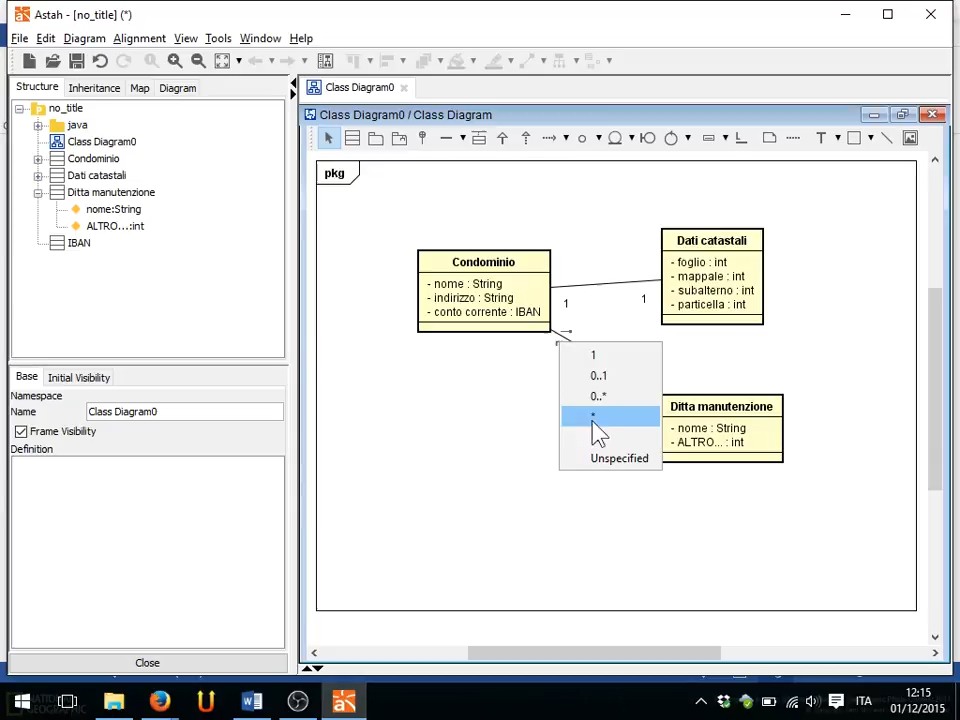 Astah - [no_title] (*)
File Edit Diagram Alignment View Tools Window Help
Structure Inheritance Map Diagram
no_title
java
Class Diagram0
Condominio
Dati catastali
Ditta manutenzione
nome:String
ALTRO...:int
IBAN
Base Initial Visibility
Namespace
Name Class Diagram0
Frame Visibility
Definition
Close
Class Diagram0
Class Diagram0 / Class Diagram
T
pkg
Condominio
- nome : String
- indirizzo : String
- conto corrente : IBAN
1
1
Dati catastali
- foglio : int
- mappale : int
- subalterno : int
- particella : int
1
0..1
0..*
*
Unspecified
Ditta manutenzione
- nome : String
- ALTRO... : int
ITA
12:15
01/12/2015